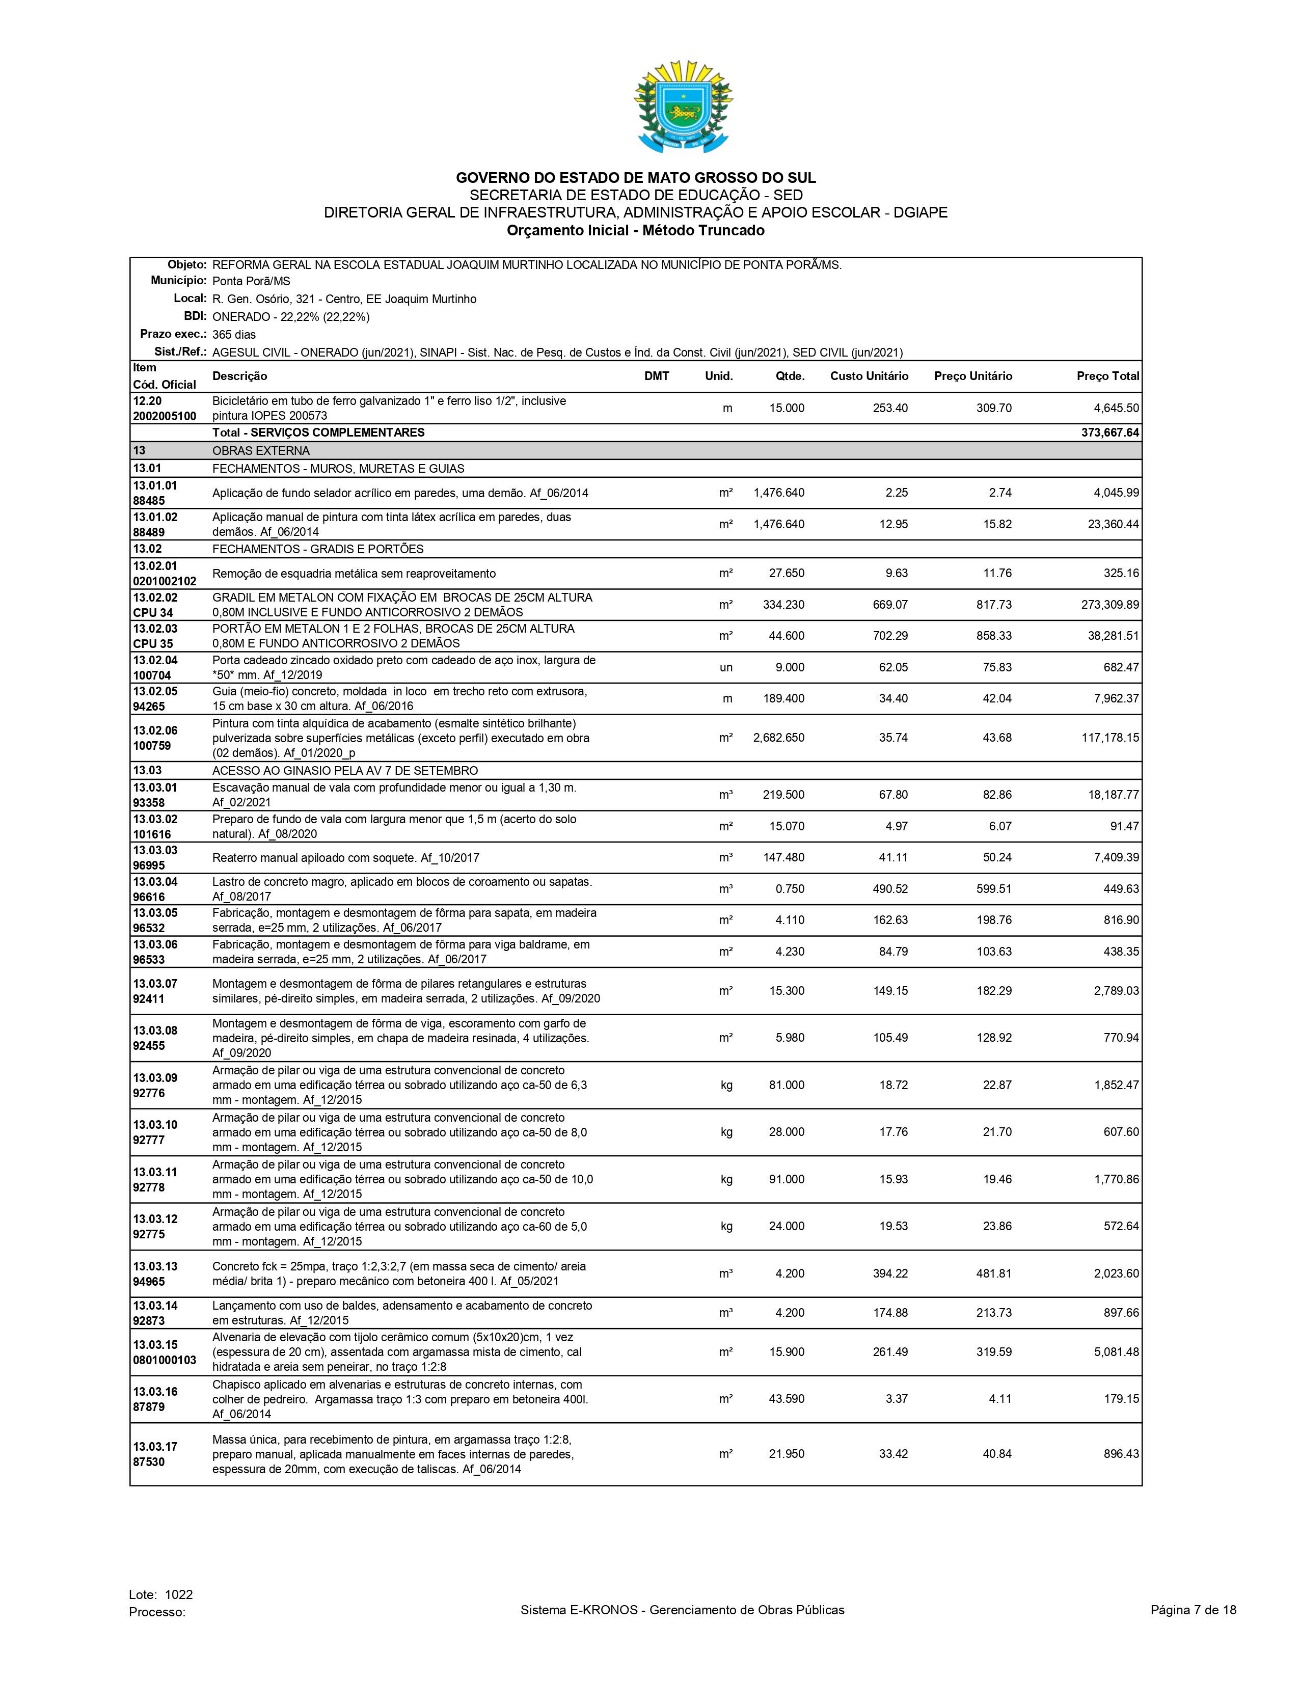 GOVERNO DO ESTADO DE MATO GROSSO DO SUL
SECRETARIA DE ESTADO DE EDUCAÇÃO - SED
DIRETORIA GERAL DE INFRAESTRUTURA, ADMINISTRAÇÃO E APOIO ESCOLAR - DGIAPE
Orçamento Inicial - Método Truncado
Objeto: REFORMA GERAL NA ESCOLA ESTADUAL JOAQUIM MURTINHO LOCALIZADA NO MUNICÍPIO DE PONTA PORÃ/MS.
Município: Ponta Porã/MS
Local: R. Gen. Osório, 321 - Centro, EE Joaquim Murtinho
BDI: ONERADO - 22,22% (22,22%)
Prazo exec.: 365 dias
Sist./Ref.: AGESUL CIVIL - ONERADO (jun/2021), SINAPI - Sist. Nac. de Pesq. de Custos e Índ. da Const. Civil (jun/2021), SED CIVIL (jun/2021)
Item
Cód. Oficial Descrição DMT Unid. Qtde. Custo Unitário Preço Unitário Preço Total
12.20 Bicicletário em tubo de ferro galvanizado 1" e ferro liso 1/2", inclusive
2002005100 pintura IOPES 200573 m 15.000 253.40 309.70 4,645.50
Total - SERVIÇOS COMPLEMENTARES 373,667.64
13 OBRAS EXTERNA
13.01 FECHAMENTOS - MUROS, MURETAS E GUIAS
13.01.01
88485 Aplicação de fundo selador acrílico em paredes, uma demão. Af_06/2014 m² 1,476.640 2.25 2.74 4,045.99
13.01.02 Aplicação manual de pintura com tinta látex acrílica em paredes, duas
88489 demãos. Af_06/2014 m² 1,476.640 12.95 15.82 23,360.44
13.02 FECHAMENTOS - GRADIS E PORTÕES
13.02.01
0201002102 Remoção de esquadria metálica sem reaproveitamento m² 27.650 9.63 11.76 325.16
13.02.02 GRADIL EM METALON COM FIXAÇÃO EM  BROCAS DE 25CM ALTURA
CPU 34 0,80M INCLUSIVE E FUNDO ANTICORROSIVO 2 DEMÃOS m² 334.230 669.07 817.73 273,309.89
13.02.03 PORTÃO EM METALON 1 E 2 FOLHAS, BROCAS DE 25CM ALTURA
CPU 35 0,80M E FUNDO ANTICORROSIVO 2 DEMÃOS m² 44.600 702.29 858.33 38,281.51
13.02.04 Porta cadeado zincado oxidado preto com cadeado de aço inox, largura de
100704 *50* mm. Af_12/2019 un 9.000 62.05 75.83 682.47
13.02.05 Guia (meio-fio) concreto, moldada  in loco  em trecho reto com extrusora,
94265 15 cm base x 30 cm altura. Af_06/2016 m 189.400 34.40 42.04 7,962.37
Pintura com tinta alquídica de acabamento (esmalte sintético brilhante)
13.02.06 pulverizada sobre superfícies metálicas (exceto perfil) executado em obra m² 2,682.650 35.74 43.68 117,178.15
100759 (02 demãos). Af_01/2020_p
13.03 ACESSO AO GINASIO PELA AV 7 DE SETEMBRO
13.03.01 Escavação manual de vala com profundidade menor ou igual a 1,30 m.
93358 Af_02/2021 m³ 219.500 67.80 82.86 18,187.77
13.03.02 Preparo de fundo de vala com largura menor que 1,5 m (acerto do solo
101616 natural). Af_08/2020 m² 15.070 4.97 6.07 91.47
13.03.03
96995 Reaterro manual apiloado com soquete. Af_10/2017 m³ 147.480 41.11 50.24 7,409.39
13.03.04 Lastro de concreto magro, aplicado em blocos de coroamento ou sapatas.
96616 Af_08/2017 m³ 0.750 490.52 599.51 449.63
13.03.05 Fabricação, montagem e desmontagem de fôrma para sapata, em madeira
96532 serrada, e=25 mm, 2 utilizações. Af_06/2017 m² 4.110 162.63 198.76 816.90
13.03.06 Fabricação, montagem e desmontagem de fôrma para viga baldrame, em
96533 madeira serrada, e=25 mm, 2 utilizações. Af_06/2017 m² 4.230 84.79 103.63 438.35
13.03.07 Montagem e desmontagem de fôrma de pilares retangulares e estruturas
92411 similares, pé-direito simples, em madeira serrada, 2 utilizações. Af_09/2020 m² 15.300 149.15 182.29 2,789.03
Montagem e desmontagem de fôrma de viga, escoramento com garfo de
13.03.08 madeira, pé-direito simples, em chapa de madeira resinada, 4 utilizações. m² 5.980 105.49 128.92 770.94
92455 Af_09/2020
Armação de pilar ou viga de uma estrutura convencional de concreto
13.03.09 armado em uma edificação térrea ou sobrado utilizando aço ca-50 de 6,3 kg 81.000 18.72 22.87 1,852.47
92776 mm - montagem. Af_12/2015
Armação de pilar ou viga de uma estrutura convencional de concreto
13.03.10 armado em uma edificação térrea ou sobrado utilizando aço ca-50 de 8,0 kg 28.000 17.76 21.70 607.60
92777 mm - montagem. Af_12/2015
Armação de pilar ou viga de uma estrutura convencional de concreto
13.03.11 armado em uma edificação térrea ou sobrado utilizando aço ca-50 de 10,0 kg 91.000 15.93 19.46 1,770.86
92778 mm - montagem. Af_12/2015
Armação de pilar ou viga de uma estrutura convencional de concreto
13.03.12 armado em uma edificação térrea ou sobrado utilizando aço ca-60 de 5,0 kg 24.000 19.53 23.86 572.64
92775 mm - montagem. Af_12/2015
13.03.13 Concreto fck = 25mpa, traço 1:2,3:2,7 (em massa seca de cimento/ areia
94965 média/ brita 1) - preparo mecânico com betoneira 400 l. Af_05/2021 m³ 4.200 394.22 481.81 2,023.60
13.03.14 Lançamento com uso de baldes, adensamento e acabamento de concreto
92873 em estruturas. Af_12/2015 m³ 4.200 174.88 213.73 897.66
Alvenaria de elevação com tijolo cerâmico comum (5x10x20)cm, 1 vez
13.03.15 (espessura de 20 cm), assentada com argamassa mista de cimento, cal m² 15.900 261.49 319.59 5,081.48
0801000103 hidratada e areia sem peneirar, no traço 1:2:8
Chapisco aplicado em alvenarias e estruturas de concreto internas, com
13.03.16 colher de pedreiro.  Argamassa traço 1:3 com preparo em betoneira 400l. m² 43.590 3.37 4.11 179.15
87879 Af_06/2014
Massa única, para recebimento de pintura, em argamassa traço 1:2:8,
13.03.17 preparo manual, aplicada manualmente em faces internas de paredes, m² 21.950 33.42 40.84 896.43
87530 espessura de 20mm, com execução de taliscas. Af_06/2014
Lote: 1022
Processo: Sistema E-KRONOS - Gerenciamento de Obras Públicas Página 7 de 18